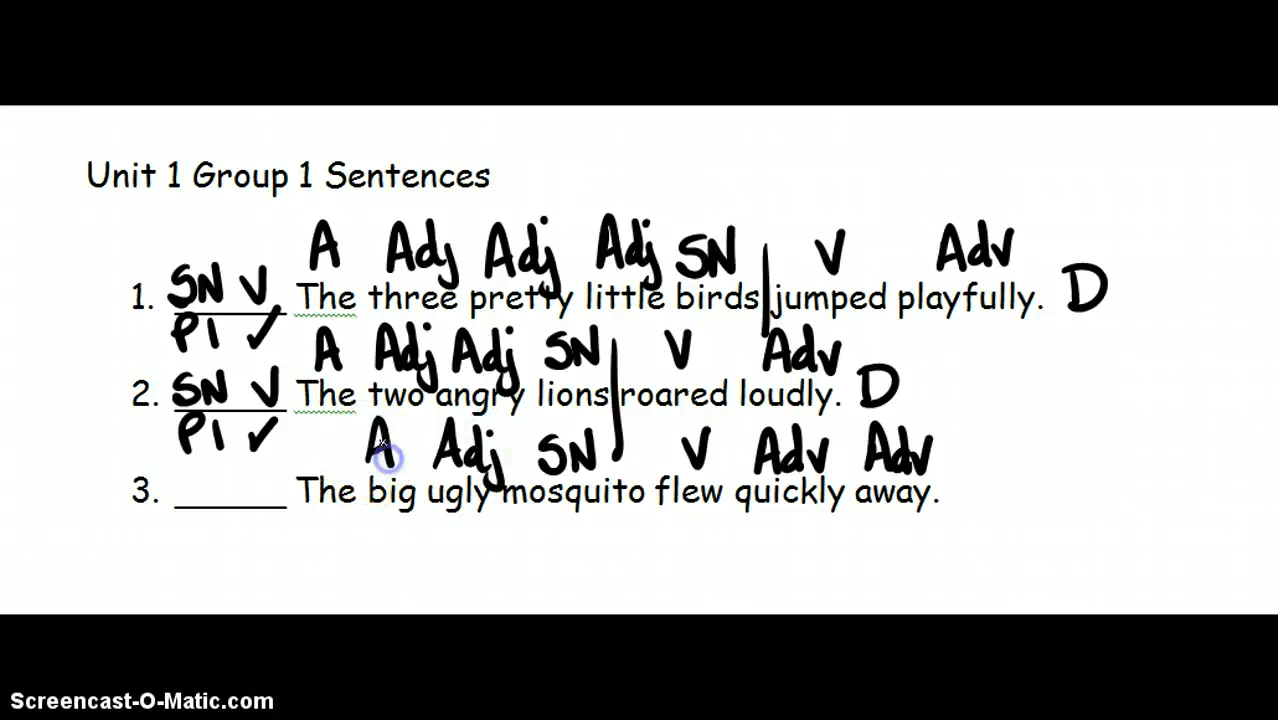 Unit 1 Group 1 Sentences
A Adj Adj Adj SN V Adv
SN V
1. The three pretty little birds jumped playfully. D
P1 ✓
A Adj Adj SN V Adv
SN V
2. The two angry lions roared loudly. D
P1 ✓
A Adj SN V Adv Adv
3. ______ The big ugly mosquito flew quickly away.
Screencast-O-Matic.com